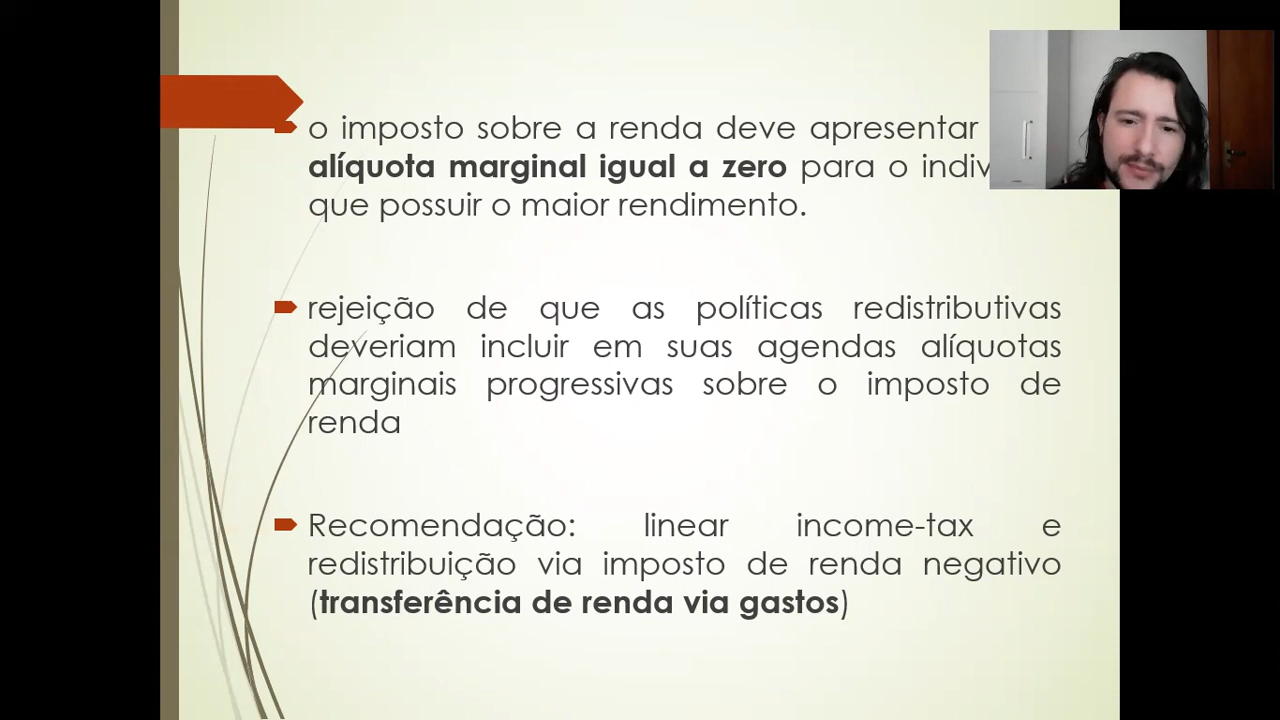 o imposto sobre a renda deve apresentar
alíquota marginal igual a zero para o
que possuir o maior rendimento.
rejeição de que as políticas redistributivas
deveriam incluir em suas agendas alíquotas
marginais progressivas sobre o imposto de
renda
Recomendação: linear income-tax e
redistribuição via imposto de renda negativo
(transferência de renda via gastos)